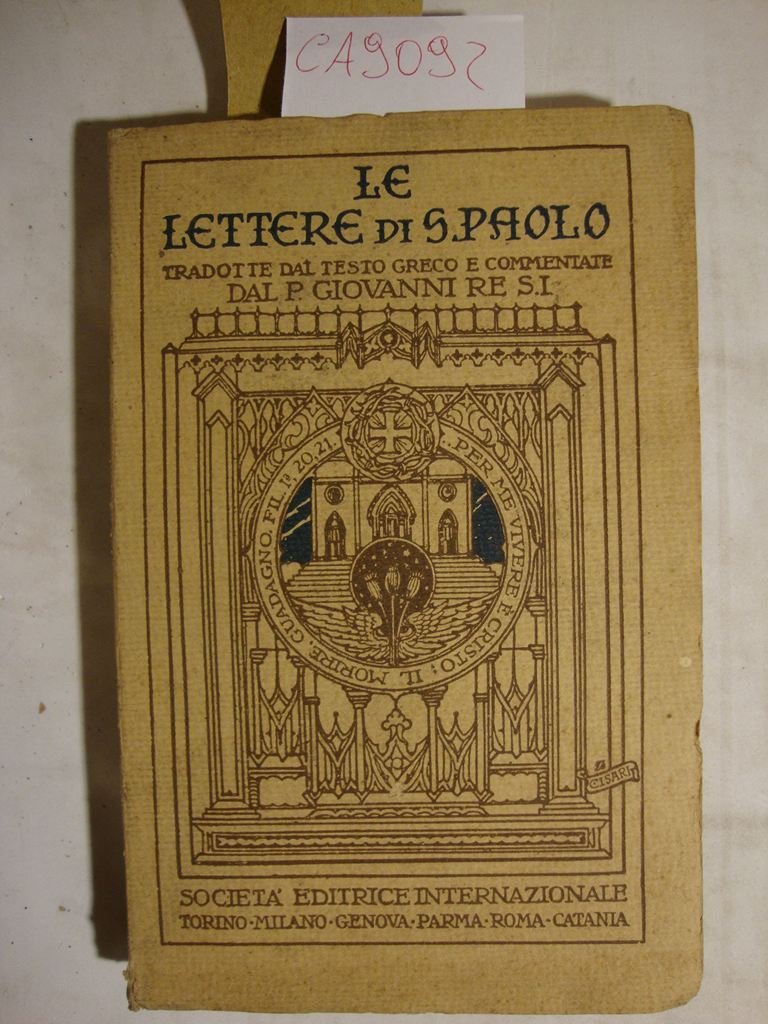 CA9092
LE
LETTERE DI S. PAOLO
TRADOTTE DAL TESTO GRECO E COMMENTATE
DAL P. GIOVANNI RE S.I.
PER ME VIVERE È CRISTO; IL MORIRE GUADAGNO. FIL. I. 20,21.
CISARI
SOCIETA' EDITRICE INTERNAZIONALE
TORINO·MILANO·GENOVA·PARMA·ROMA·CATANIA